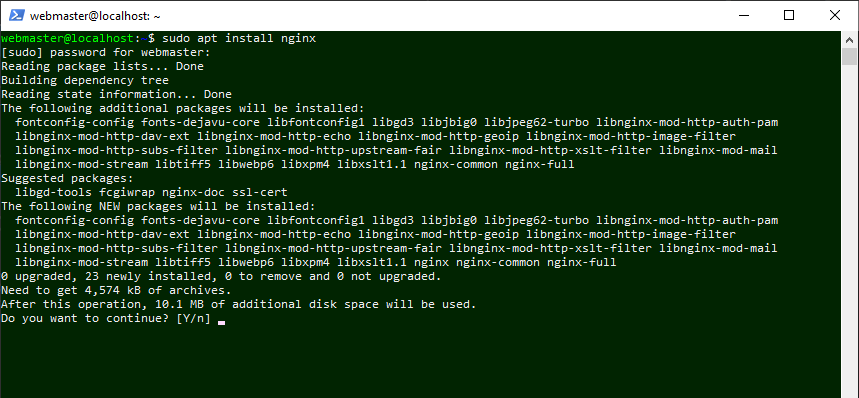 webmaster@localhost: ~
webmaster@localhost:~$ sudo apt install nginx
[sudo] password for webmaster:
Reading package lists... Done
Building dependency tree
Reading state information... Done
The following additional packages will be installed:
  fontconfig-config fonts-dejavu-core libfontconfig1 libgd3 libjbig0 libjpeg62-turbo libnginx-mod-http-auth-pam
  libnginx-mod-http-dav-ext libnginx-mod-http-echo libnginx-mod-http-geoip libnginx-mod-http-image-filter
  libnginx-mod-http-subs-filter libnginx-mod-http-upstream-fair libnginx-mod-http-xslt-filter libnginx-mod-mail
  libnginx-mod-stream libtiff5 libwebp6 libxpm4 libxslt1.1 nginx-common nginx-full
Suggested packages:
  libgd-tools fcgiwrap nginx-doc ssl-cert
The following NEW packages will be installed:
  fontconfig-config fonts-dejavu-core libfontconfig1 libgd3 libjbig0 libjpeg62-turbo libnginx-mod-http-auth-pam
  libnginx-mod-http-dav-ext libnginx-mod-http-echo libnginx-mod-http-geoip libnginx-mod-http-image-filter
  libnginx-mod-http-subs-filter libnginx-mod-http-upstream-fair libnginx-mod-http-xslt-filter libnginx-mod-mail
  libnginx-mod-stream libtiff5 libwebp6 libxpm4 libxslt1.1 nginx nginx-common nginx-full
0 upgraded, 23 newly installed, 0 to remove and 0 not upgraded.
Need to get 4,574 kB of archives.
After this operation, 10.1 MB of additional disk space will be used.
Do you want to continue? [Y/n]